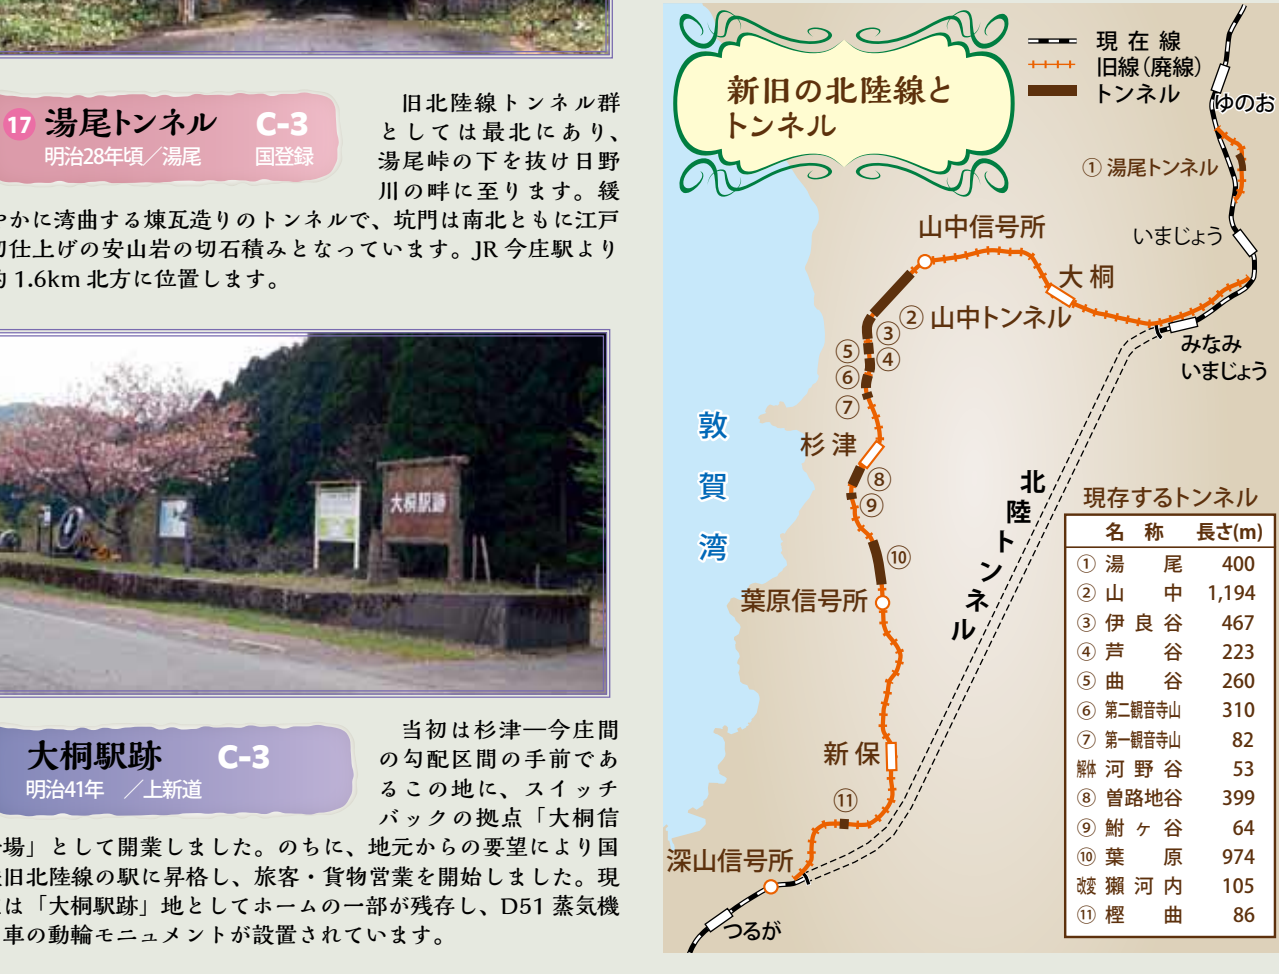 17 湯尾トンネル C-3
明治28年頃／湯尾 国登録
旧北陸線トンネル群
としては最北にあり、
湯尾峠の下を抜け日野
川の畔に至ります。緩
やかに湾曲する煉瓦造りのトンネルで、坑門は南北ともに江戸
切仕上げの安山岩の切石積みとなっています。JR 今庄駅より
約 1.6km 北方に位置します。
大桐駅跡
大桐駅跡 C-3
明治41年 ／上新道
当初は杉津―今庄間
の勾配区間の手前であ
るこの地に、スイッチ
バックの拠点「大桐信
場」として開業しました。のちに、地元からの要望により国
旧北陸線の駅に昇格し、旅客・貨物営業を開始しました。現
は「大桐駅跡」地としてホームの一部が残存し、D51 蒸気機
車の動輪モニュメントが設置されています。
新旧の北陸線と
トンネル
現在線
旧線（廃線）
トンネル
ゆのお
① 湯尾トンネル
いまじょう
山中信号所
大桐
② 山中トンネル
③
⑤ ④
⑥
⑦
みなみ
いまじょう
敦賀湾
杉津
⑧
⑨
⑩
北陸トンネル
葉原信号所
新保
⑪
深山信号所
つるが
現存するトンネル
名称 長さ(m)
① 湯尾 400
② 山中 1,194
③ 伊良谷 467
④ 芦谷 223
⑤ 曲谷 260
⑥ 第二観音寺山 310
⑦ 第一観音寺山 82
解体 河野谷 53
⑧ 曽路地谷 399
⑨ 鮒ヶ谷 64
⑩ 葉原 974
改変 獺河内 105
⑪ 樫曲 86